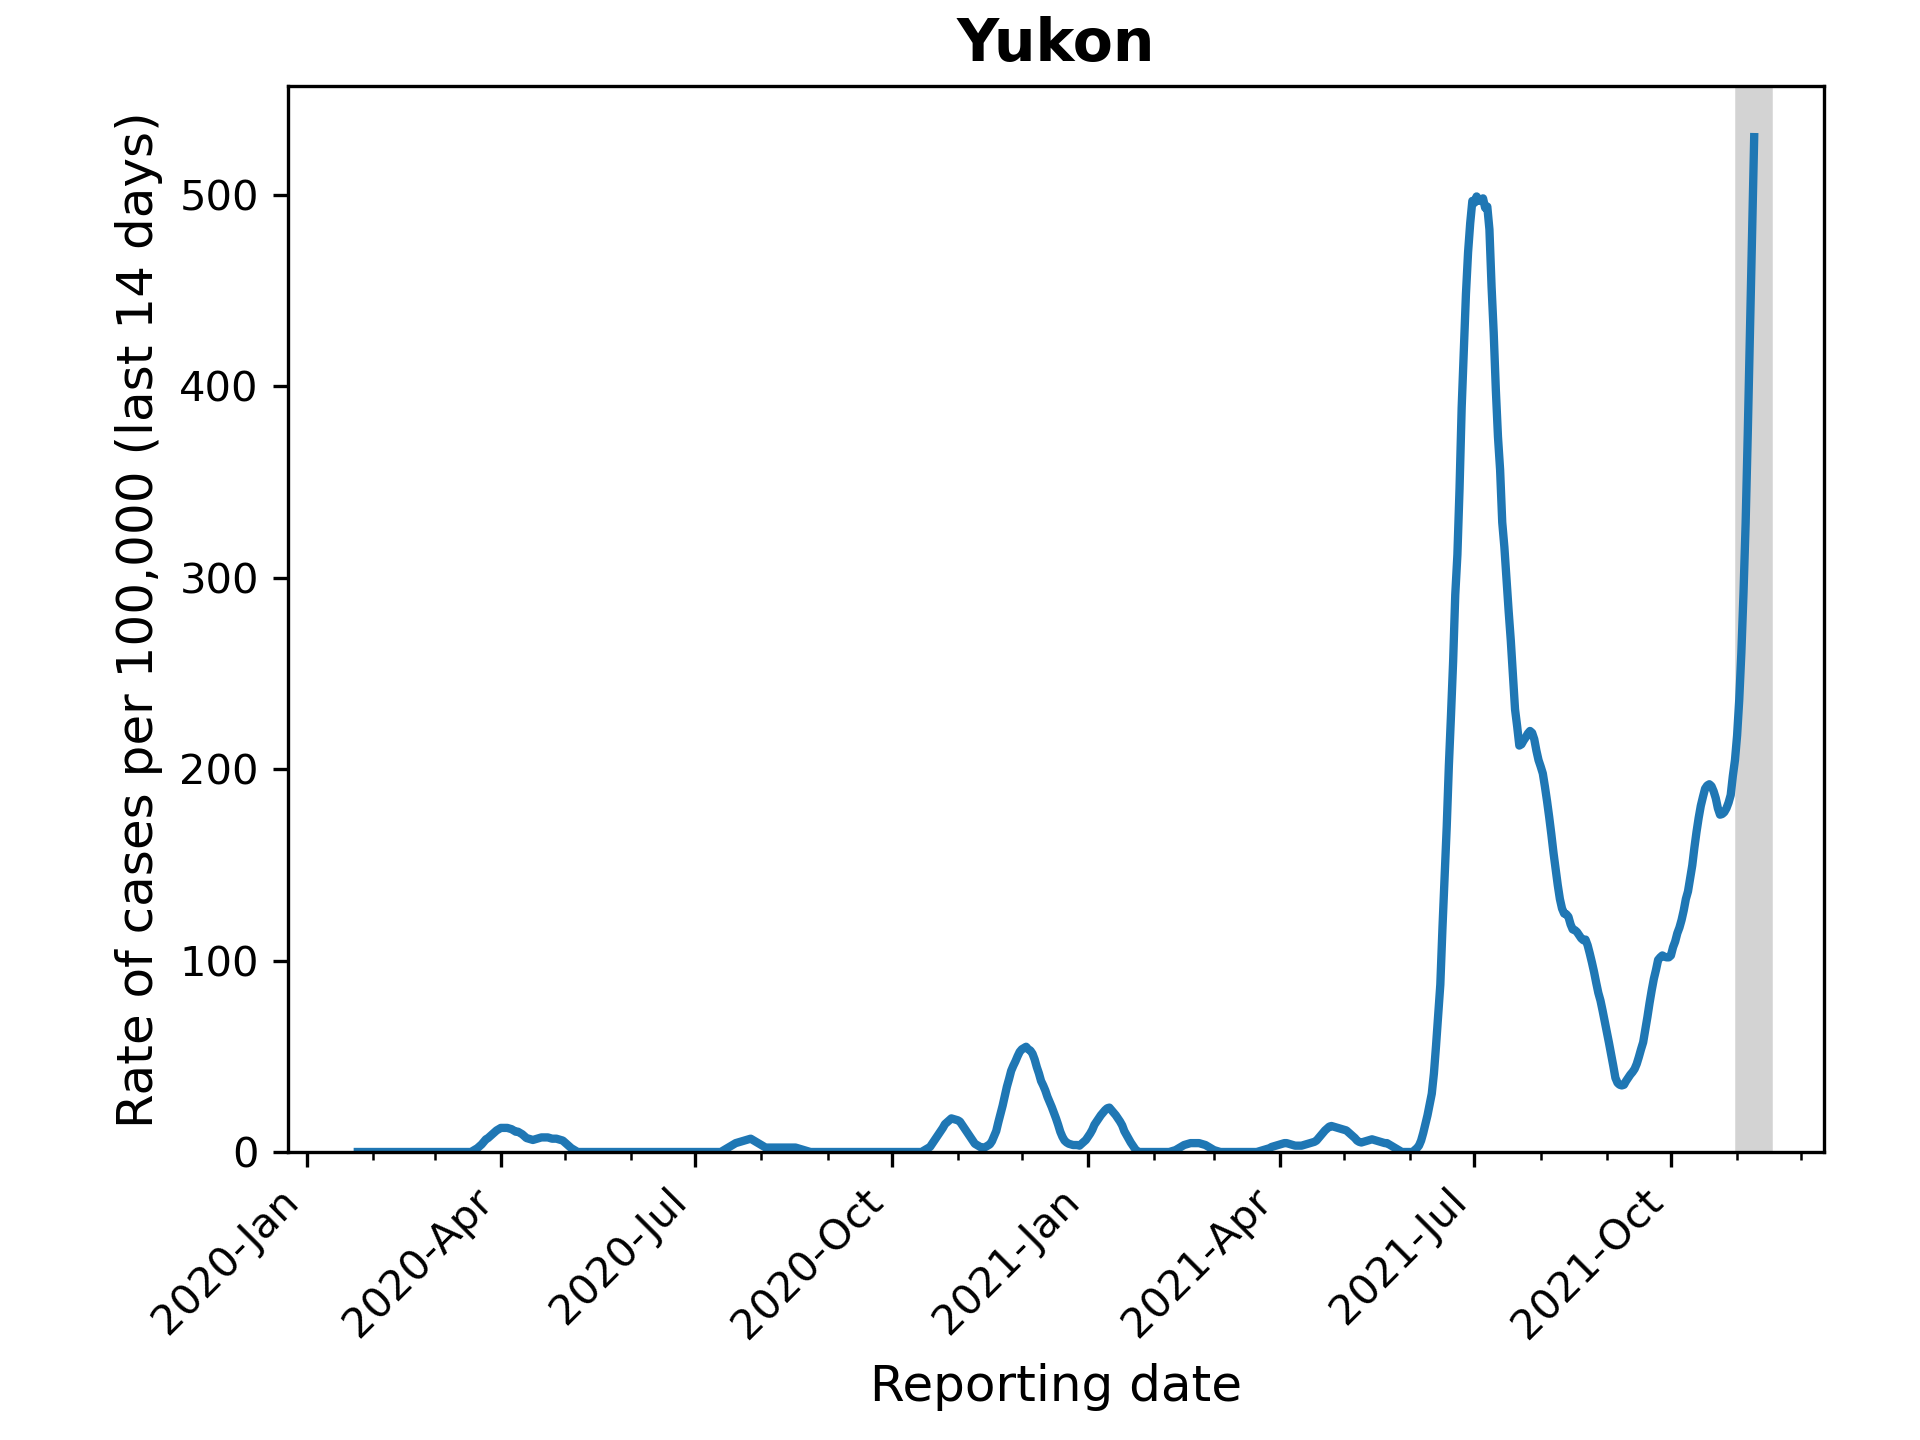 Yukon
Rate of cases per 100,000 (last 14 days)
500
400
300
200
100
0
2020-Jan
2020-Apr
2020-Jul
2020-Oct
2021-Jan
2021-Apr
2021-Jul
2021-Oct
Reporting date